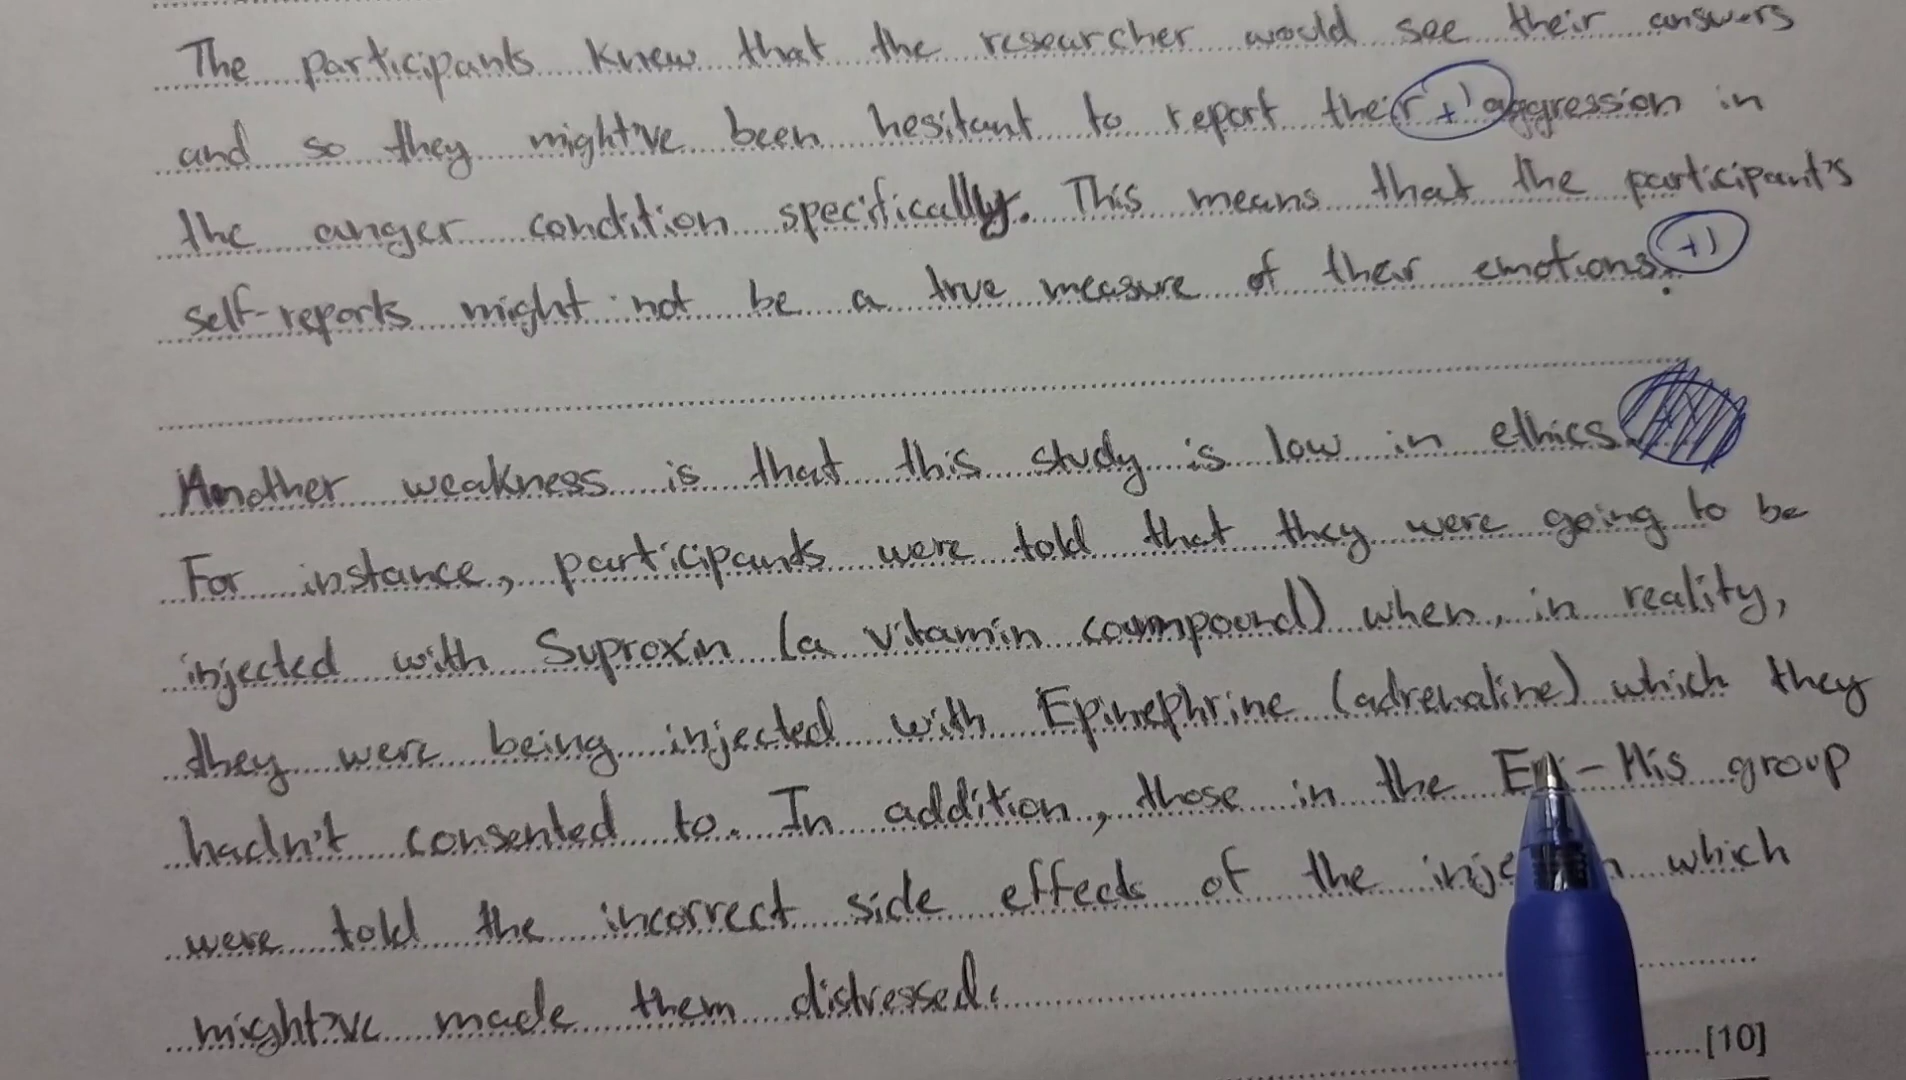 The participants knew that the researcher would see their answers
and so they might've been hesitant to report their +1 aggression in
the anger condition specifically. This means that the participant's
self-reports might not be a true measure of their emotions. +1
Another weakness is that this study is low in ethics.
For instance, participants were told that they were going to be
injected with Suproxin (a vitamin compound) when, in reality,
they were being injected with Epinephrine (adrenaline) which they
hadn't consented to. In addition, those in the -Mis group
were told the incorrect side effects of the which
might've made them distressed.
[10]